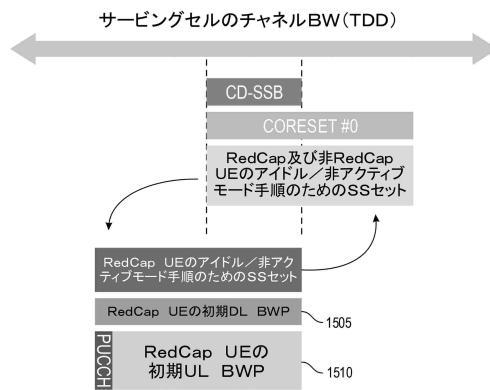 サービングセルのチャネルBW(TDD)
CD-SSB
CORESET #0
RedCap及び非RedCap
UEのアイドル/非アクティブ
モード手順のためのSSセット
RedCap UEのアイドル/非アク
ティブモード手順のためのSSセット
RedCap UEの初期DL BWP
1505
PUCCH
RedCap UEの
初期UL BWP
1510